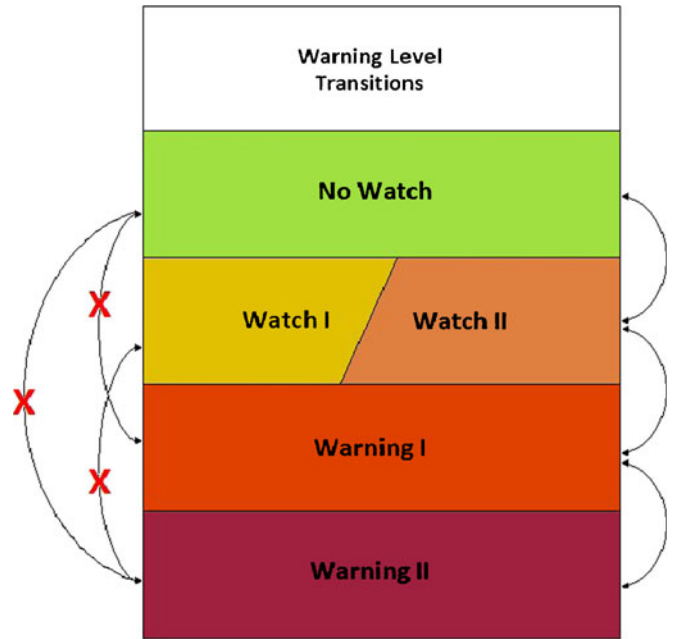 Warning Level
Transitions
No Watch
X
Watch I
Watch II
X
Warning I
X
Warning II